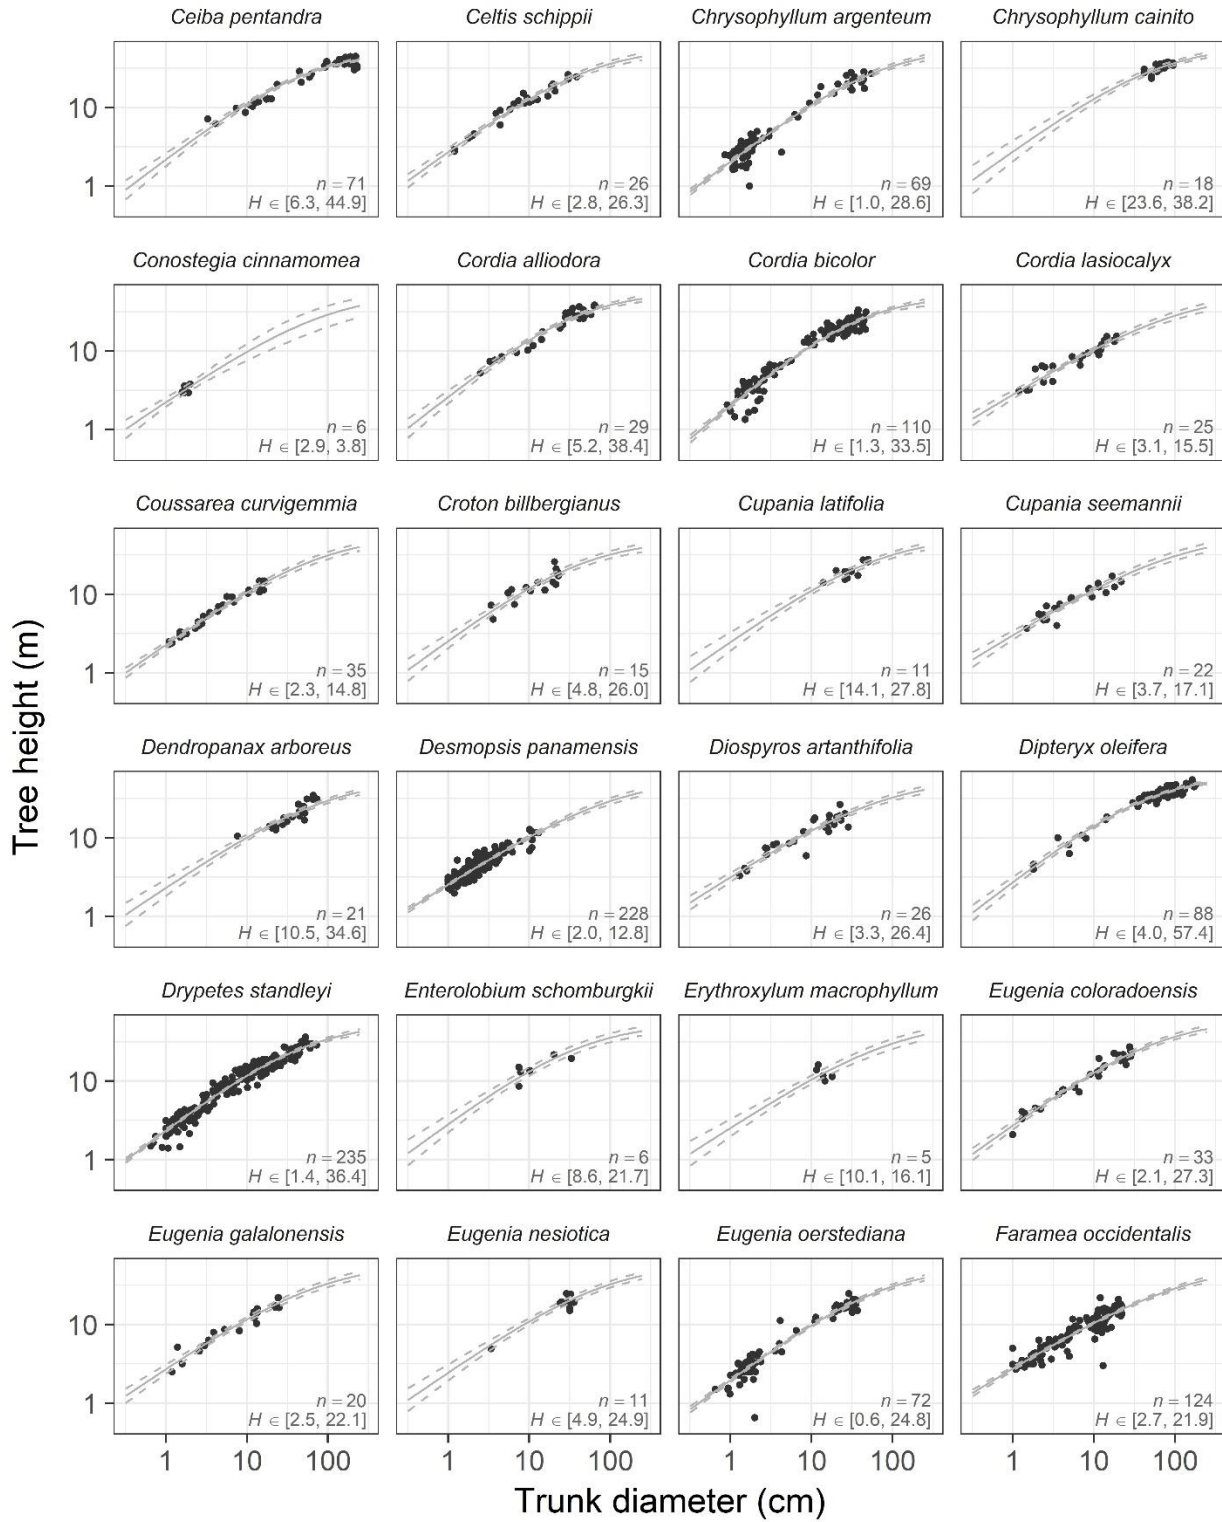 Ceiba pentandra
Celtis schippii
Chrysophyllum argenteum
Chrysophyllum cainito
10
1
n = 71
H ∈ [6.3, 44.9]
n = 26
H ∈ [2.8, 26.3]
n = 69
H ∈ [1.0, 28.6]
n = 18
H ∈ [23.6, 38.2]
Conostegia cinnamomea
Cordia alliodora
Cordia bicolor
Cordia lasiocalyx
10
1
n = 6
H ∈ [2.9, 3.8]
n = 29
H ∈ [5.2, 38.4]
n = 110
H ∈ [1.3, 33.5]
n = 25
H ∈ [3.1, 15.5]
Coussarea curvigemmia
Croton billbergianus
Cupania latifolia
Cupania seemannii
10
1
n = 35
H ∈ [2.3, 14.8]
n = 15
H ∈ [4.8, 26.0]
n = 11
H ∈ [14.1, 27.8]
n = 22
H ∈ [3.7, 17.1]
Tree height (m)
Dendropanax arboreus
Desmopsis panamensis
Diospyros artanthifolia
Dipteryx oleifera
10
1
n = 21
H ∈ [10.5, 34.6]
n = 228
H ∈ [2.0, 12.8]
n = 26
H ∈ [3.3, 26.4]
n = 88
H ∈ [4.0, 57.4]
Drypetes standleyi
Enterolobium schomburgkii
Erythroxylum macrophyllum
Eugenia coloradoensis
10
1
n = 235
H ∈ [1.4, 36.4]
n = 6
H ∈ [8.6, 21.7]
n = 5
H ∈ [10.1, 16.1]
n = 33
H ∈ [2.1, 27.3]
Eugenia galalonensis
Eugenia nesiotica
Eugenia oerstediana
Faramea occidentalis
10
1
n = 20
H ∈ [2.5, 22.1]
n = 11
H ∈ [4.9, 24.9]
n = 72
H ∈ [0.6, 24.8]
n = 124
H ∈ [2.7, 21.9]
1 10 100
1 10 100
1 10 100
1 10 100
Trunk diameter (cm)